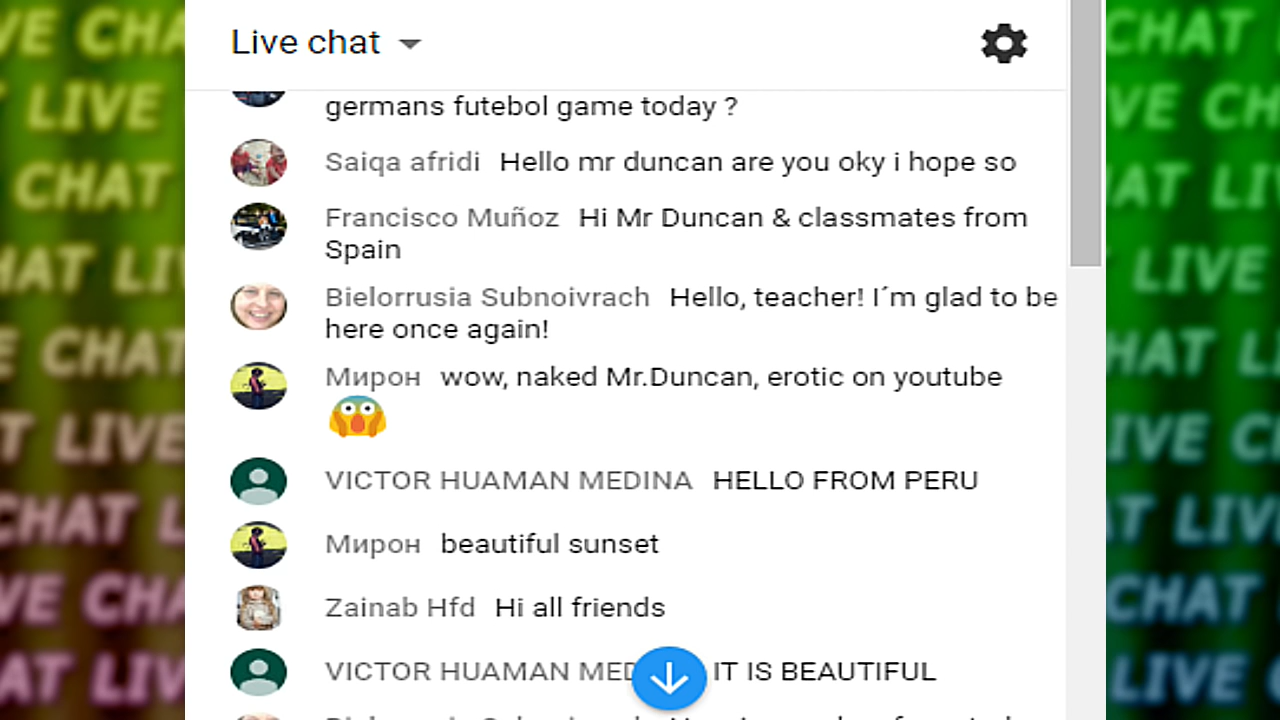 Live chat
germans futebol game today ?
Saiqa afridi Hello mr duncan are you oky i hope so
Francisco Muñoz Hi Mr Duncan & classmates from
Spain
Bielorrusia Subnoivrach Hello, teacher! I´m glad to be
here once again!
Мирон wow, naked Mr.Duncan, erotic on youtube
😱
VICTOR HUAMAN MEDINA HELLO FROM PERU
Мирон beautiful sunset
Zainab Hfd Hi all friends
VICTOR HUAMAN IT IS BEAUTIFUL